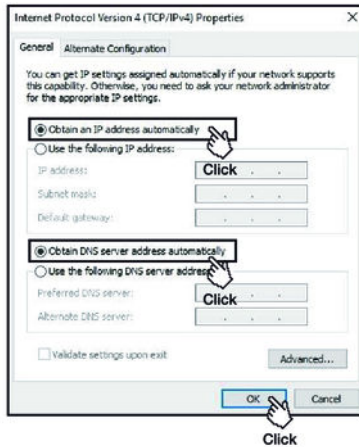 Internet Protocol Version 4 (TCP/IPv4) Properties
General
Alternate Configuration
You can get IP settings assigned automatically if your network supports
this capability. Otherwise, you need to ask your network administrator
for the appropriate IP settings.
Obtain an IP address automatically
Use the following IP address:
IP address:
Click
Subnet mask:
Default gateway:
Obtain DNS server address automatically
Use the following DNS server address
Preferred DNS server:
Click
Alternate DNS server:
Validate settings upon exit
Advanced...
OK
Cancel
Click